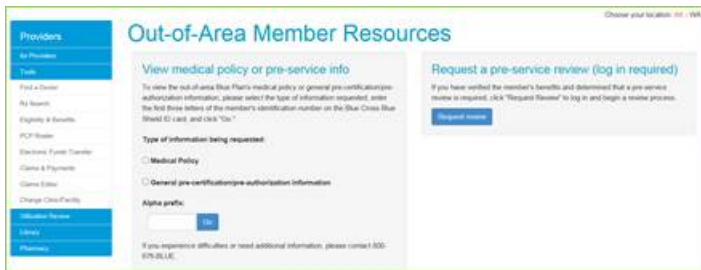 Choose your location: AK - WA
Providers
Out-of-Area Member Resources
for Providers
Tools
Find a Doctor
Rx Search
Eligibility & Benefits
PCP Roster
Electronic Funds Transfer
Claims & Payments
Claims Editor
Change Clinic/Facility
Utilization Review
Library
Pharmacy
View medical policy or pre-service info
To view the out-of-area Blue Plan's medical policy or general pre-certification/pre-
authorization information, please select the type of information requested, enter
the first three letters of the member's identification number on the Blue Cross Blue
Shield ID card, and click "Go."
Type of information being requested:
Medical Policy
General pre-certification/pre-authorization information
Alpha prefix:
Go
If you experience difficulties or need additional information, please contact 800-
676-BLUE.
Request a pre-service review (log in required)
If you have verified the member's benefits and determined that a pre-service
review is required, click "Request Review" to log in and begin a review process.
Request review